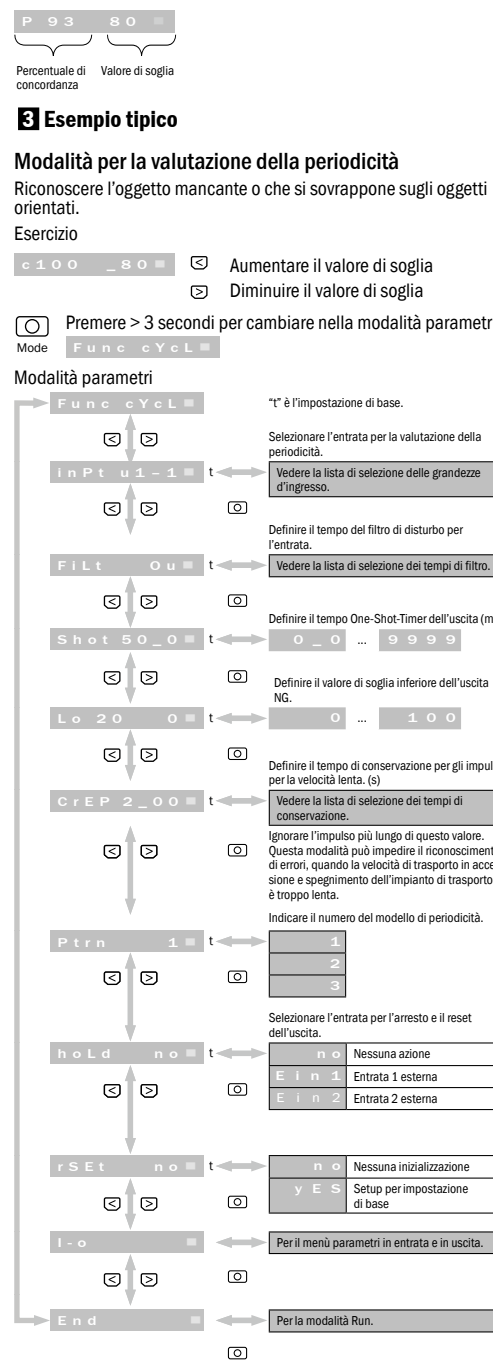 P 93 80
Percentuale di concordanza
Valore di soglia
3 Esempio tipico
Modalità per la valutazione della periodicità
Riconoscere l'oggetto mancante o che si sovrappone sugli oggetti
orientati.
Esercizio
c100 _80
< Aumentare il valore di soglia
> Diminuire il valore di soglia
Premere > 3 secondi per cambiare nella modalità parametr
Mode
Func cYcL
Modalità parametri
Func cYcL
"t" è l'impostazione di base.
< >
Selezionare l'entrata per la valutazione della
periodicità.
inPt u1-1 t
Vedere la lista di selezione delle grandezze
d'ingresso.
< >
Definire il tempo del filtro di disturbo per
l'entrata.
FiLt 0u t
Vedere la lista di selezione dei tempi di filtro.
< >
Definire il tempo One-Shot-Timer dell'uscita (m
Shot 50_0 t
0_0 ... 9999
< >
Definire il valore di soglia inferiore dell'uscita
NG.
Lo 20 0 t
0 ... 100
< >
Definire il tempo di conservazione per gli impul
per la velocità lenta. (s)
CrEP 2_00 t
Vedere la lista di selezione dei tempi di
conservazione.
< >
Ignorare l'impulso più lungo di questo valore.
Questa modalità può impedire il riconosciment
di errori, quando la velocità di trasporto in acce
sione e spegnimento dell'impianto di trasporto
è troppo lenta.
Indicare il numero del modello di periodicità.
Ptrn 1 t
1
2
3
< >
Selezionare l'entrata per l'arresto e il reset
dell'uscita.
hoLd no t
no Nessuna azione
Ein1 Entrata 1 esterna
Ein2 Entrata 2 esterna
< >
rSEt no t
no Nessuna inizializzazione
yES Setup per impostazione
di base
< >
I-o
Per il menù parametri in entrata e in uscita.
< >
End
Per la modalità Run.